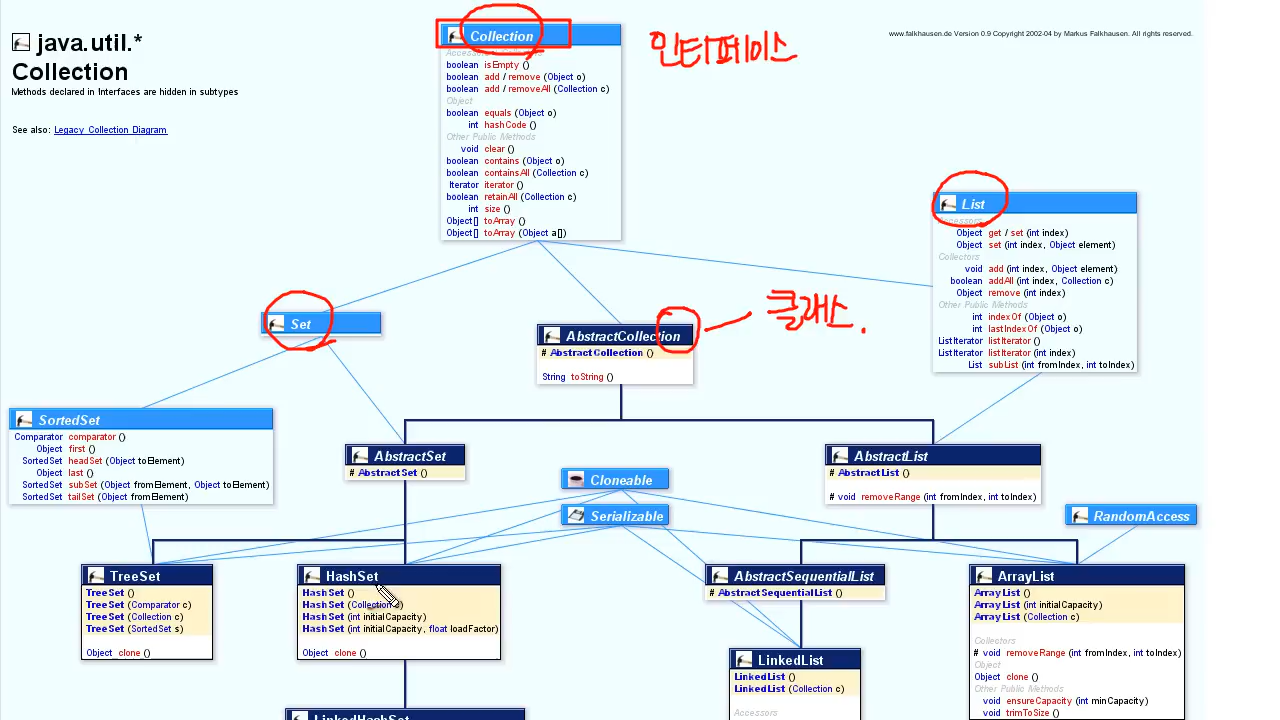 java.util.*
Collection
Methods declared in Interfaces are hidden in subtypes
See also: Legacy Collection Diagram
www.falkhausen.de Version 0.9 Copyright 2002-04 by Markus Falkhausen. All rights reserved.
Collection
인터페이스
boolean isEmpty ()
boolean add / remove (Object o)
boolean add / removeAll (Collection c)
Object
boolean equals (Object o)
int hashCode ()
Other Public Methods
void clear ()
boolean contains (Object o)
boolean containsAll (Collection c)
Iterator iterator ()
boolean retainAll (Collection c)
int size ()
Object[] toArray ()
Object[] toArray (Object a[])
List
Accessors
Object get / set (int index)
Object set (int index, Object element)
Collectors
void add (int index, Object element)
boolean addAll (int index, Collection c)
Object remove (int index)
Other Public Methods
int indexOf (Object o)
int lastIndexOf (Object o)
ListIterator listIterator ()
ListIterator listIterator (int index)
List subList (int fromIndex, int toIndex)
Set
AbstractCollection
# AbstractCollection ()
String toString ()
클래스.
SortedSet
Comparator comparator ()
Object first ()
SortedSet headSet (Object toElement)
Object last ()
SortedSet subSet (Object fromElement, Object toElement)
SortedSet tailSet (Object fromElement)
AbstractSet
# AbstractSet ()
Cloneable
Serializable
AbstractList
# AbstractList ()
# void removeRange (int fromIndex, int toIndex)
RandomAccess
TreeSet
TreeSet ()
TreeSet (Comparator c)
TreeSet (Collection c)
TreeSet (SortedSet s)
Object clone ()
HashSet
HashSet ()
HashSet (Collection c)
HashSet (int initialCapacity)
HashSet (int initialCapacity, float loadFactor)
Object clone ()
LinkedHashSet
AbstractSequentialList
# AbstractSequentialList ()
LinkedList
LinkedList ()
LinkedList (Collection c)
Accessors
ArrayList
ArrayList ()
ArrayList (int initialCapacity)
ArrayList (Collection c)
Collectors
# void removeRange (int fromIndex, int toIndex)
Object
Object clone ()
Other Public Methods
void ensureCapacity (int minCapacity)
void trimToSize ()